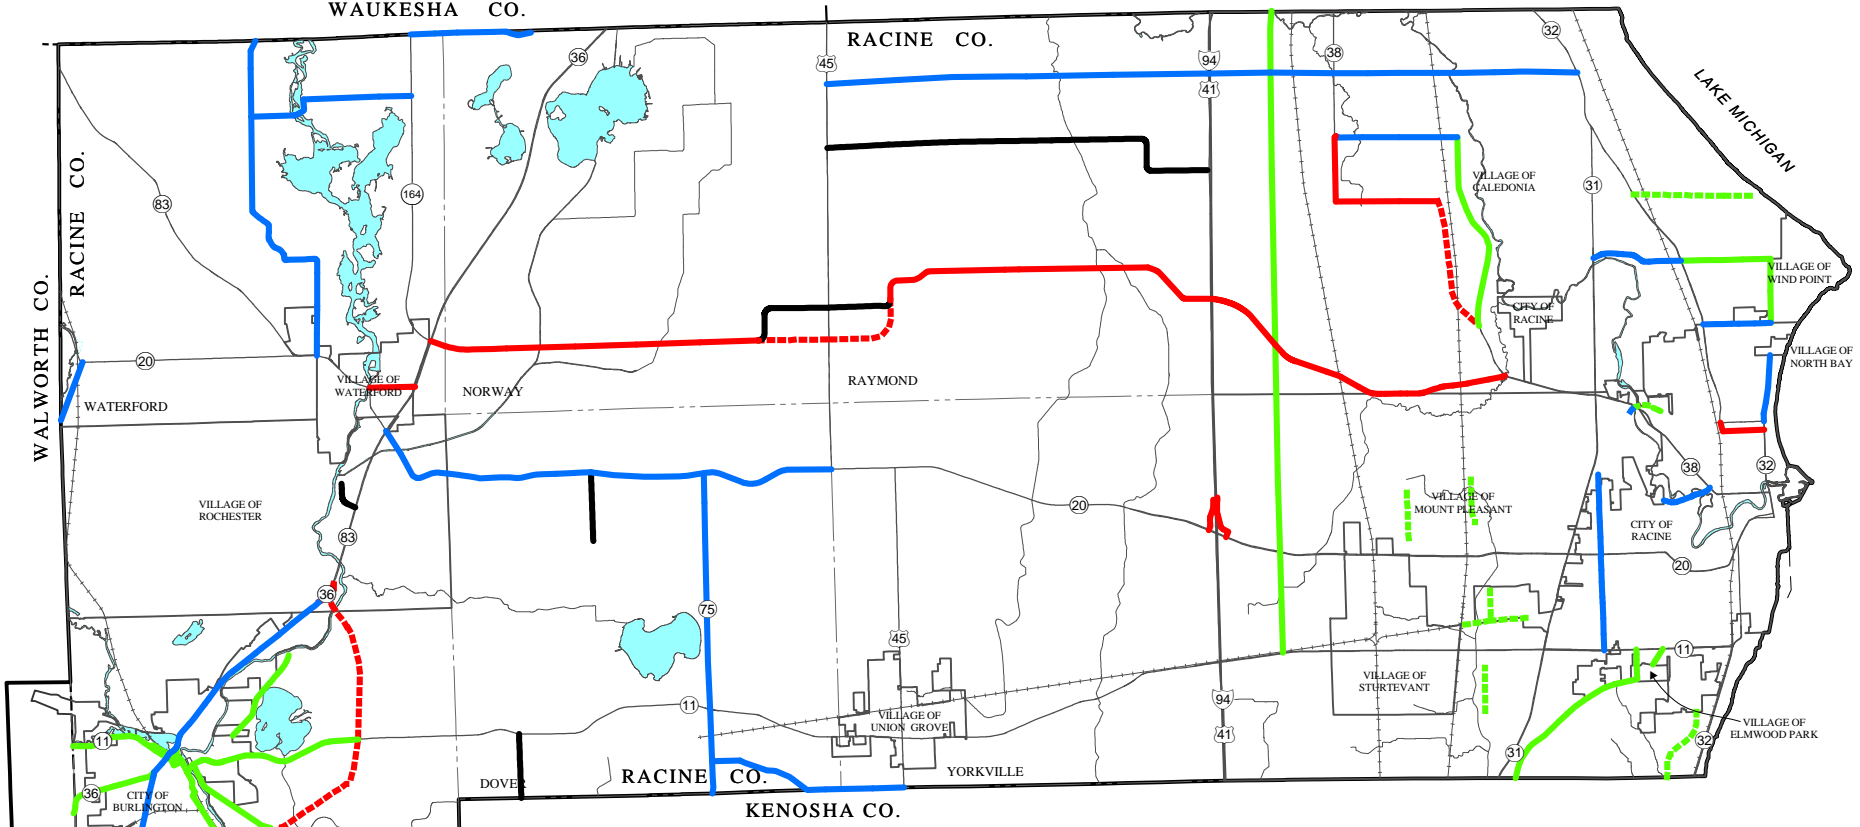 WAUKESHA CO.
RACINE CO.
36
45
94
41
38
32
LAKE MICHIGAN
RACINE CO.
83
164
31
VILLAGE OF
CALEDONIA
VILLAGE OF
WIND POINT
WALWORTH CO.
CITY OF
RACINE
20
VILLAGE OF
NORTH BAY
VILLAGE OF
WATERFORD
NORWAY
RAYMOND
WATERFORD
38
32
VILLAGE OF
ROCHESTER
20
VILLAGE OF
MOUNT PLEASANT
CITY OF
RACINE
83
20
36
75
45
11
VILLAGE OF
STURTEVANT
94
41
11
VILLAGE OF
UNION GROVE
VILLAGE OF
ELMWOOD PARK
11
31
32
DOVER
RACINE CO.
YORKVILLE
36
CITY OF
BURLINGTON
KENOSHA CO.